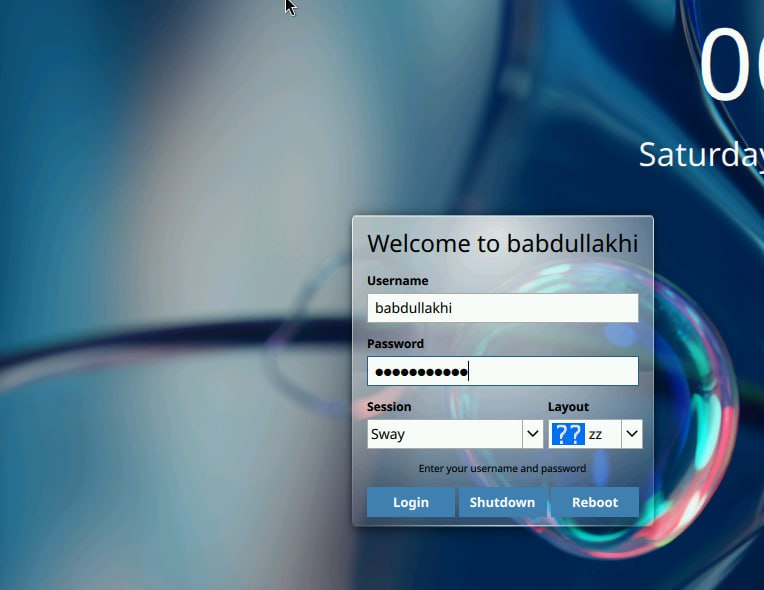 Saturday
Welcome to babdullakhi
Username
babdullakhi
Password
Session
Layout
Sway
?? zz
Enter your username and password
Login
Shutdown
Reboot